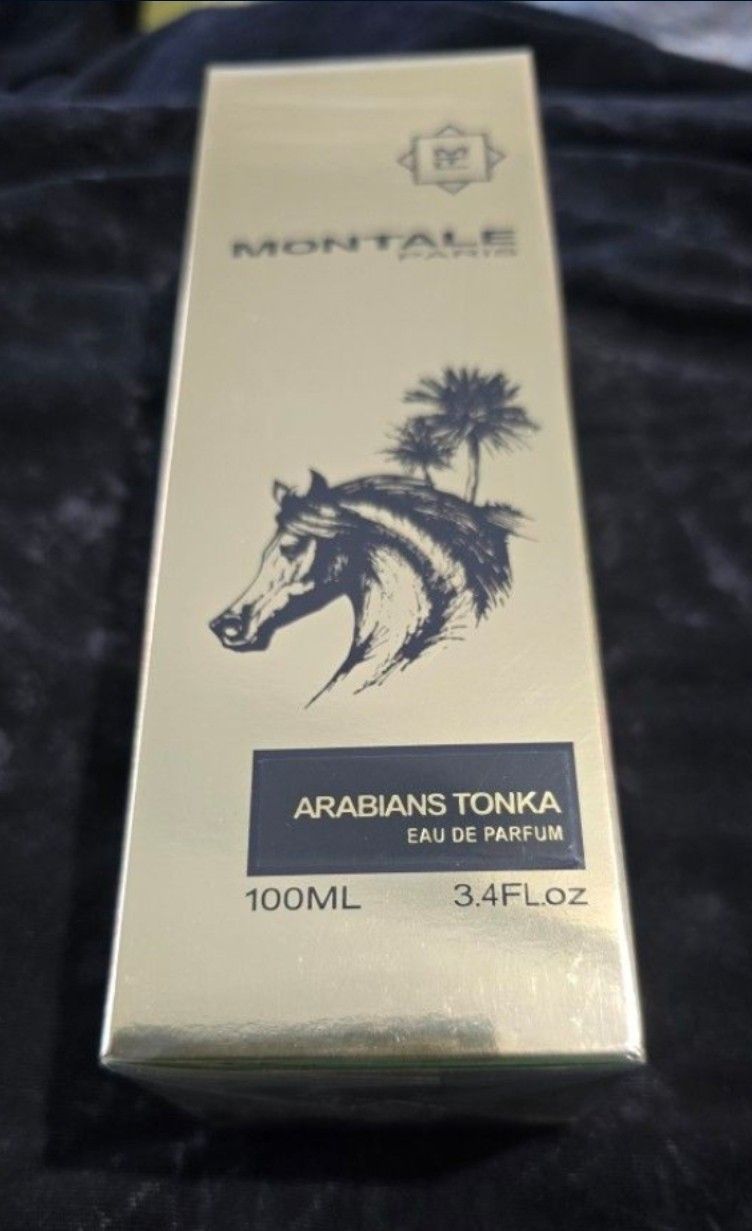 MONTALE
PARIS
ARABIANS TONKA
EAU DE PARFUM
100ML 3.4FL.oz